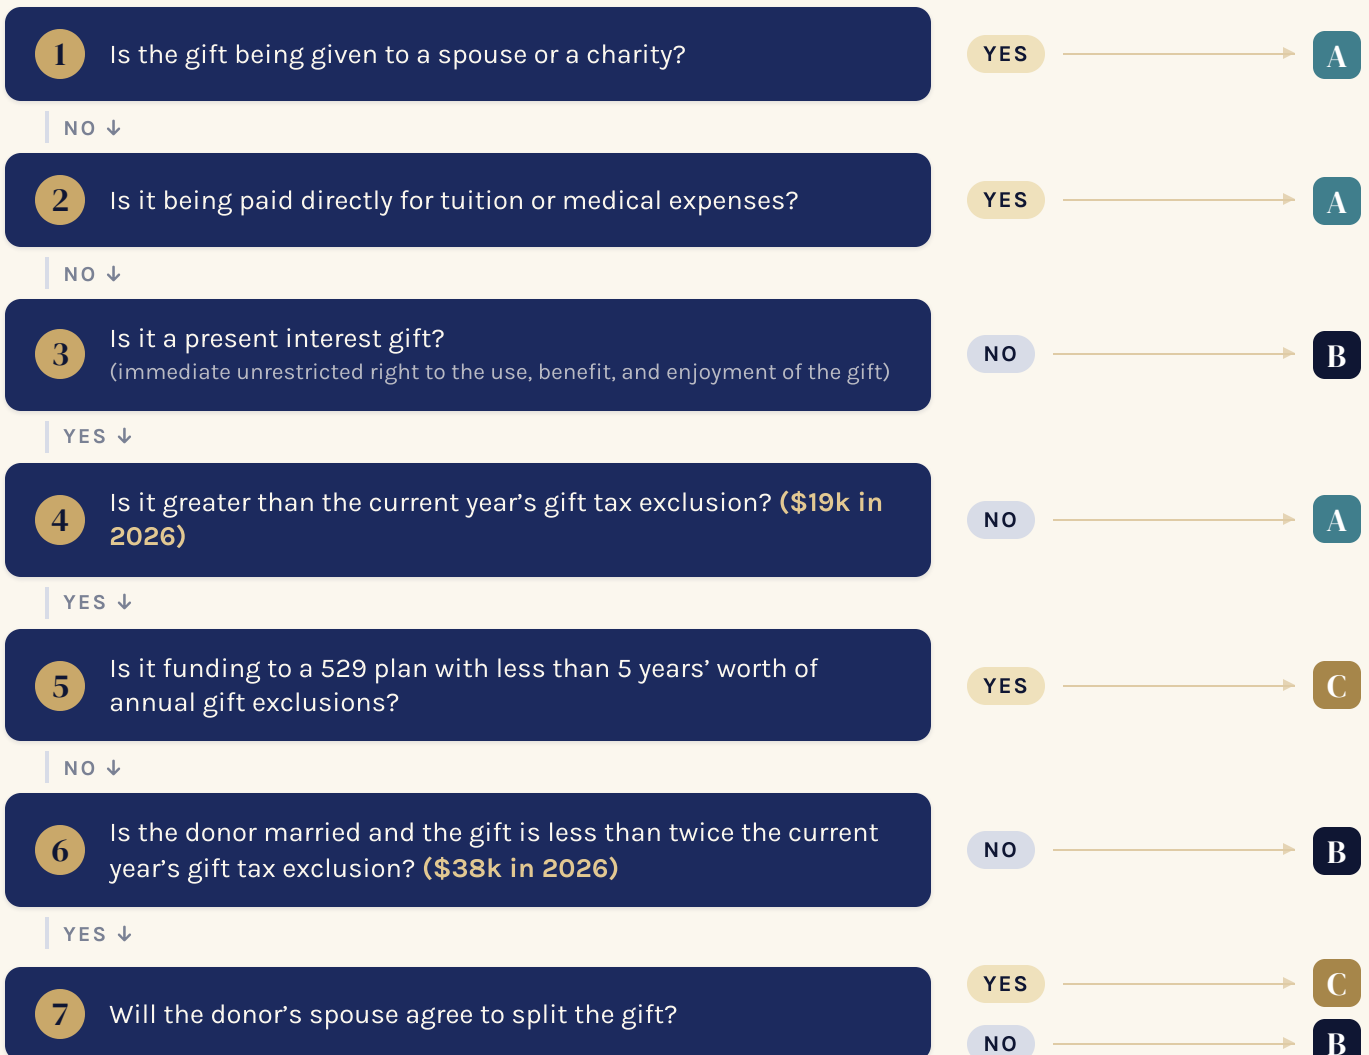 1 Is the gift being given to a spouse or a charity? YES A
NO ↓
2 Is it being paid directly for tuition or medical expenses? YES A
NO ↓
3 Is it a present interest gift?
(immediate unrestricted right to the use, benefit, and enjoyment of the gift) NO B
YES ↓
4 Is it greater than the current year’s gift tax exclusion? ($19k in
2026) NO A
YES ↓
5 Is it funding to a 529 plan with less than 5 years’ worth of
annual gift exclusions? YES C
NO ↓
6 Is the donor married and the gift is less than twice the current
year’s gift tax exclusion? ($38k in 2026) NO B
YES ↓
7 Will the donor’s spouse agree to split the gift? YES C
NO B